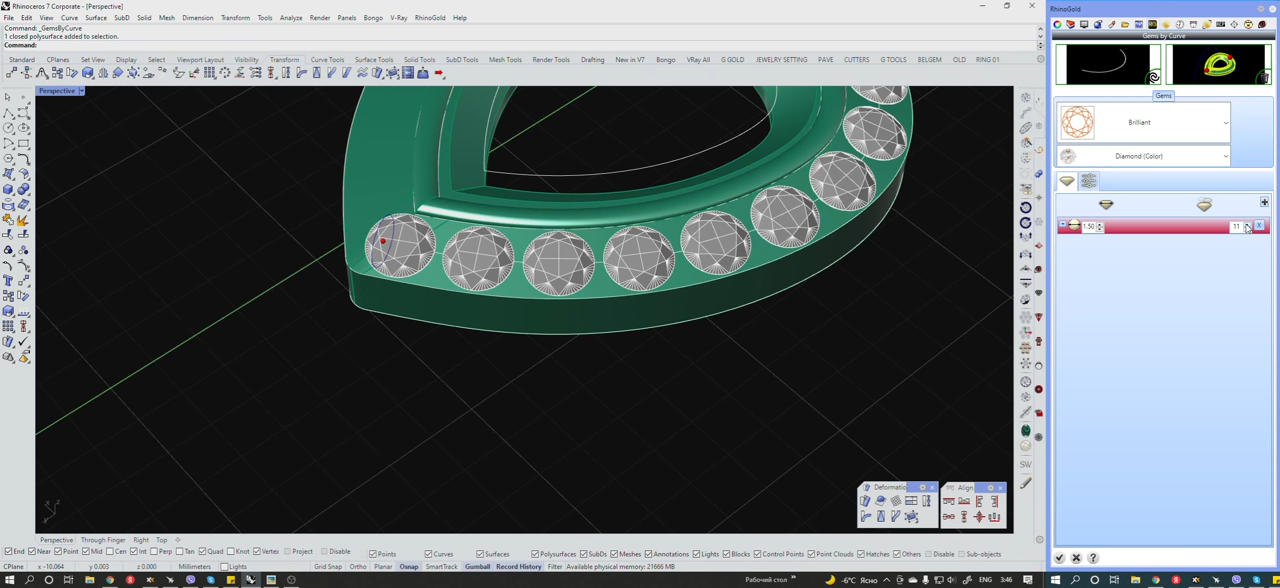 Rhinoceros 7 Corporate - [Perspective]
File Edit View Curve Surface SubD Solid Mesh Dimension Transform Tools Analyze Render Panels Bongo V-Ray RhinoGold Help
Command: _GemsByCurve
1 closed polysurface added to selection.
Command:
Standard CPlanes Set View Display Select Viewport Layout Visibility Transform Curve Tools Surface Tools Solid Tools SubD Tools Mesh Tools Render Tools Drafting New in V7 Bongo VRay All G GOLD JEWELRY SETTING PAVE CUTTERS G TOOLS BELGEM OLD RING 01
Perspective
RhinoGold
Gems by Curve
Gems
Brilliant
Diamond (Color)
1.50
11
X
SW
Deformatio
Align
z
x
Perspective Through Finger Right Top
End Near Point Mid Cen Int Perp Tan Quad Knot Vertex Project Disable
Points Curves Surfaces Polysurfaces SubDs Meshes Annotations Lights Blocks Control Points Point Clouds Hatches Others Disable Sub-objects
CPlane x -10.064 y 0.003 z 0.000 Millimeters Lights Grid Snap Ortho Planar Osnap SmartTrack Gumball Record History Filter Available physical memory: 21666 MB
Рабочий стол -6°C Ясно ENG 3:46